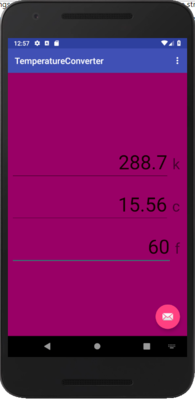 12:57
TemperatureConverter
288.7 k
15.56 c
60 f